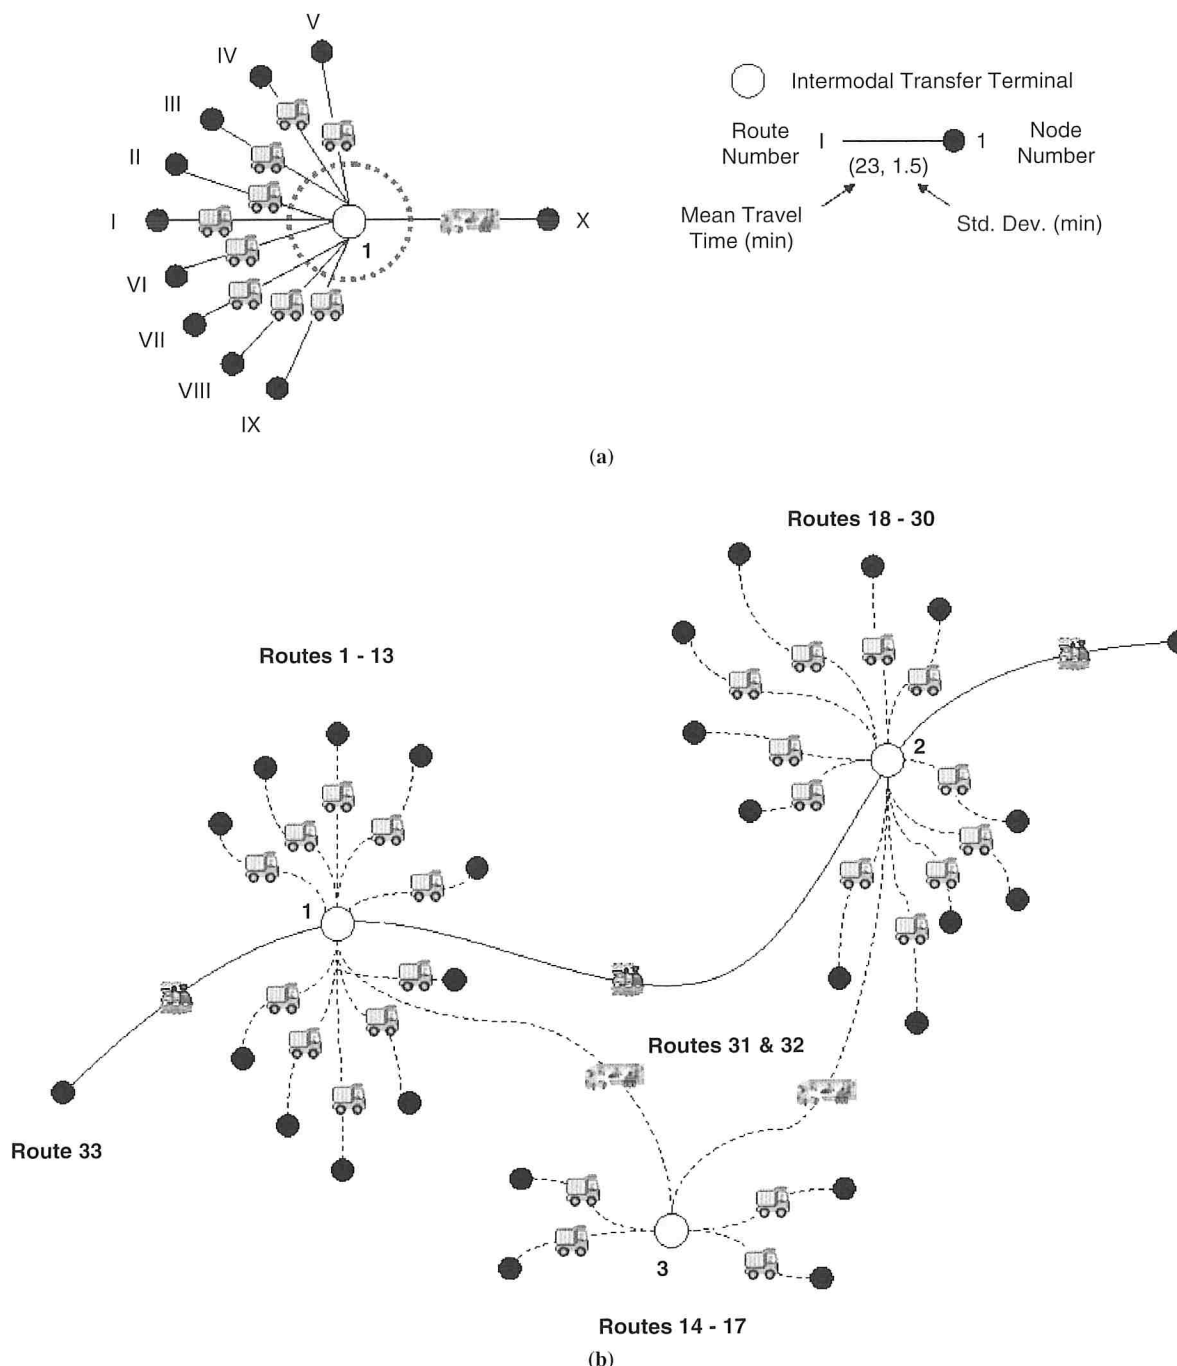 V
IV
III
II
I
VI
VII
VIII
IX
1
X
Intermodal Transfer Terminal
Route
Number
I
1
Node
Number
(23, 1.5)
Mean Travel
Time (min)
Std. Dev. (min)
(a)
Routes 18 - 30
Routes 1 - 13
2
1
Routes 31 & 32
Route 33
3
Routes 14 - 17
(b)